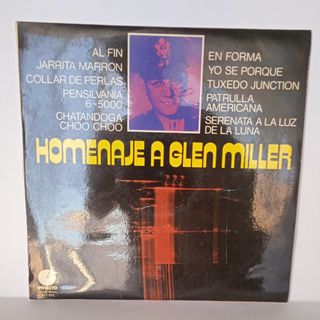 AL FIN
JARRITA MARRON
COLLAR DE PERLAS
PENSILVANIA
6-5000
CHATANDOGA
CHOO CHOO
EN FORMA
YO SE PORQUE
TUXEDO JUNCTION
PATRULLA
AMERICANA
SERENATA A LA LUZ
DE LA LUNA
HOMENAJE A GLEN MILLER
IMPACTO